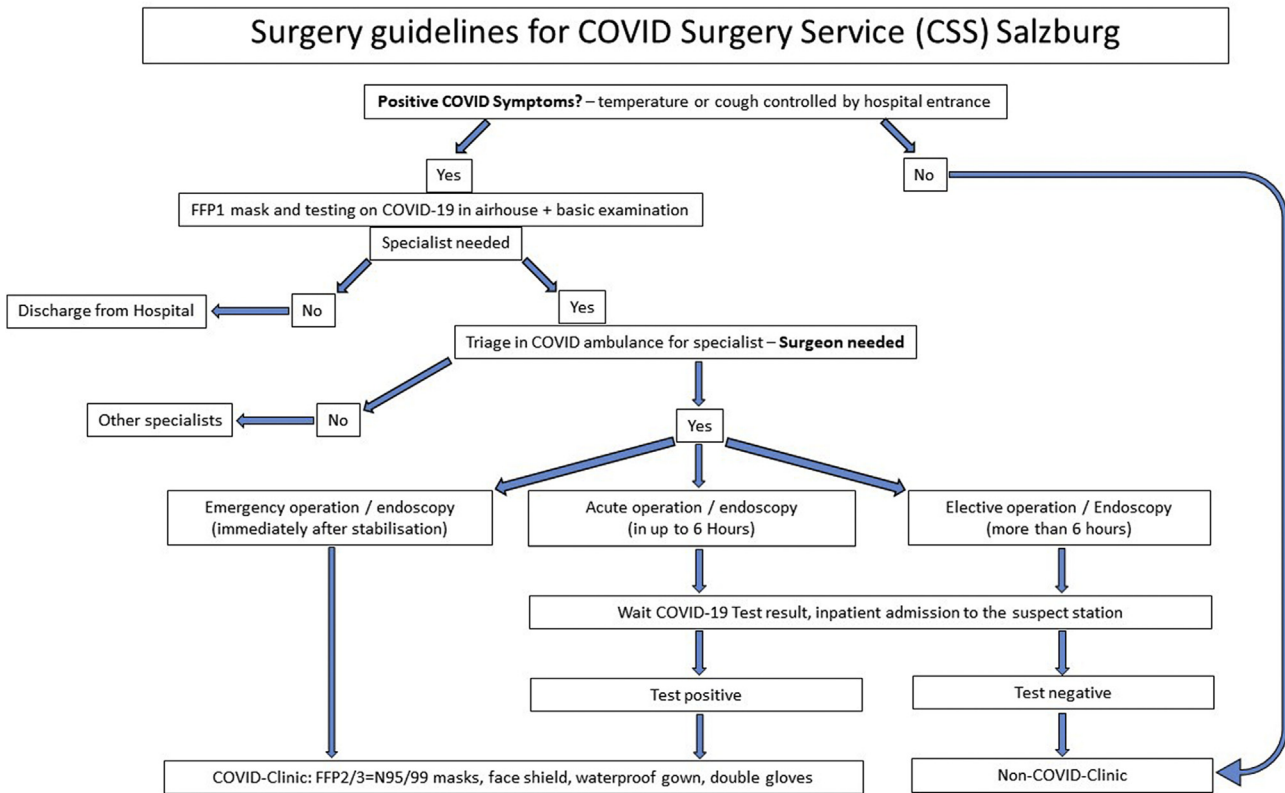 Surgery guidelines for COVID Surgery Service (CSS) Salzburg
Positive COVID Symptoms? – temperature or cough controlled by hospital entrance
Yes
No
FFP1 mask and testing on COVID-19 in airhouse + basic examination
Specialist needed
Discharge from Hospital
No
Yes
Triage in COVID ambulance for specialist – Surgeon needed
Other specialists
No
Yes
Emergency operation / endoscopy
(immediately after stabilisation)
Acute operation / endoscopy
(in up to 6 Hours)
Elective operation / Endoscopy
(more than 6 hours)
Wait COVID-19 Test result, inpatient admission to the suspect station
Test positive
Test negative
COVID-Clinic: FFP2/3=N95/99 masks, face shield, waterproof gown, double gloves
Non-COVID-Clinic